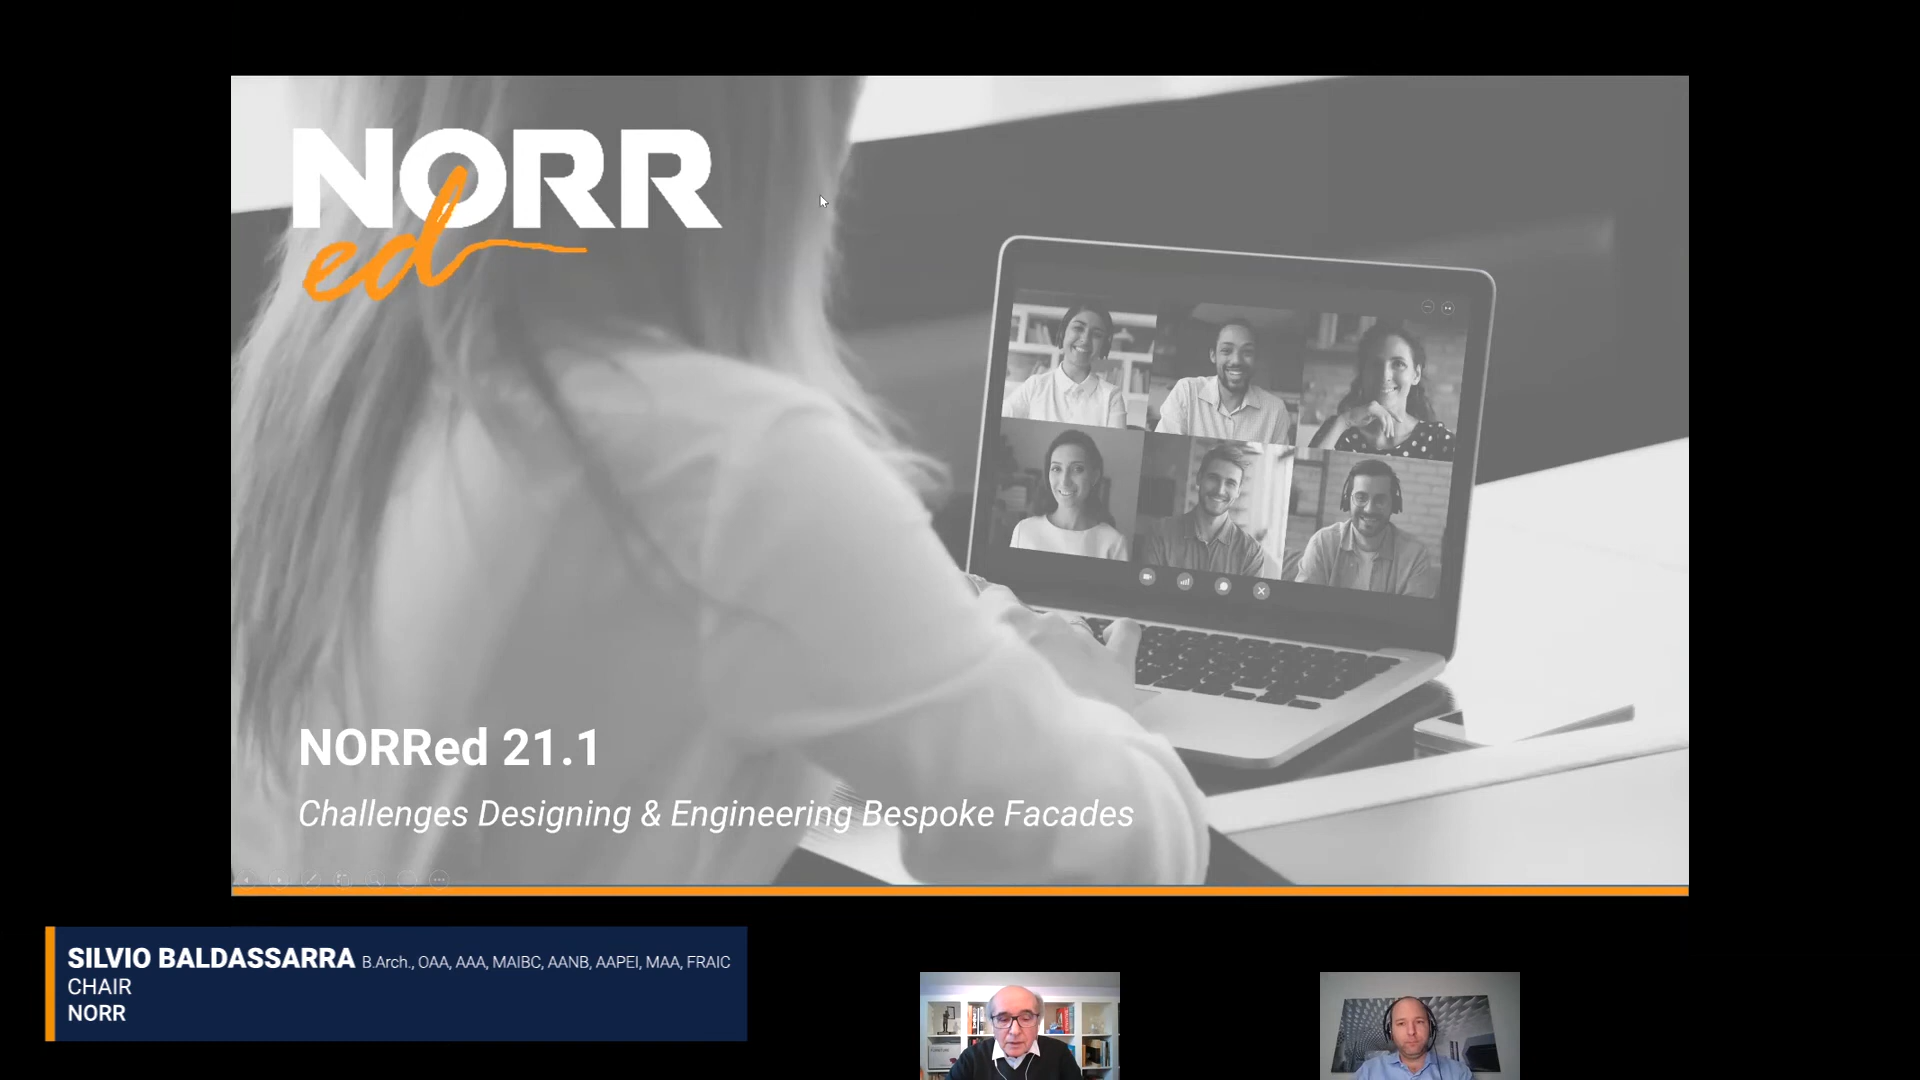 NORR
ed
NORRed 21.1
Challenges Designing & Engineering Bespoke Facades
SILVIO BALDASSARRA B.Arch., OAA, AAA, MAIBC, AANB, AAPEI, MAA, FRAIC
CHAIR
NORR